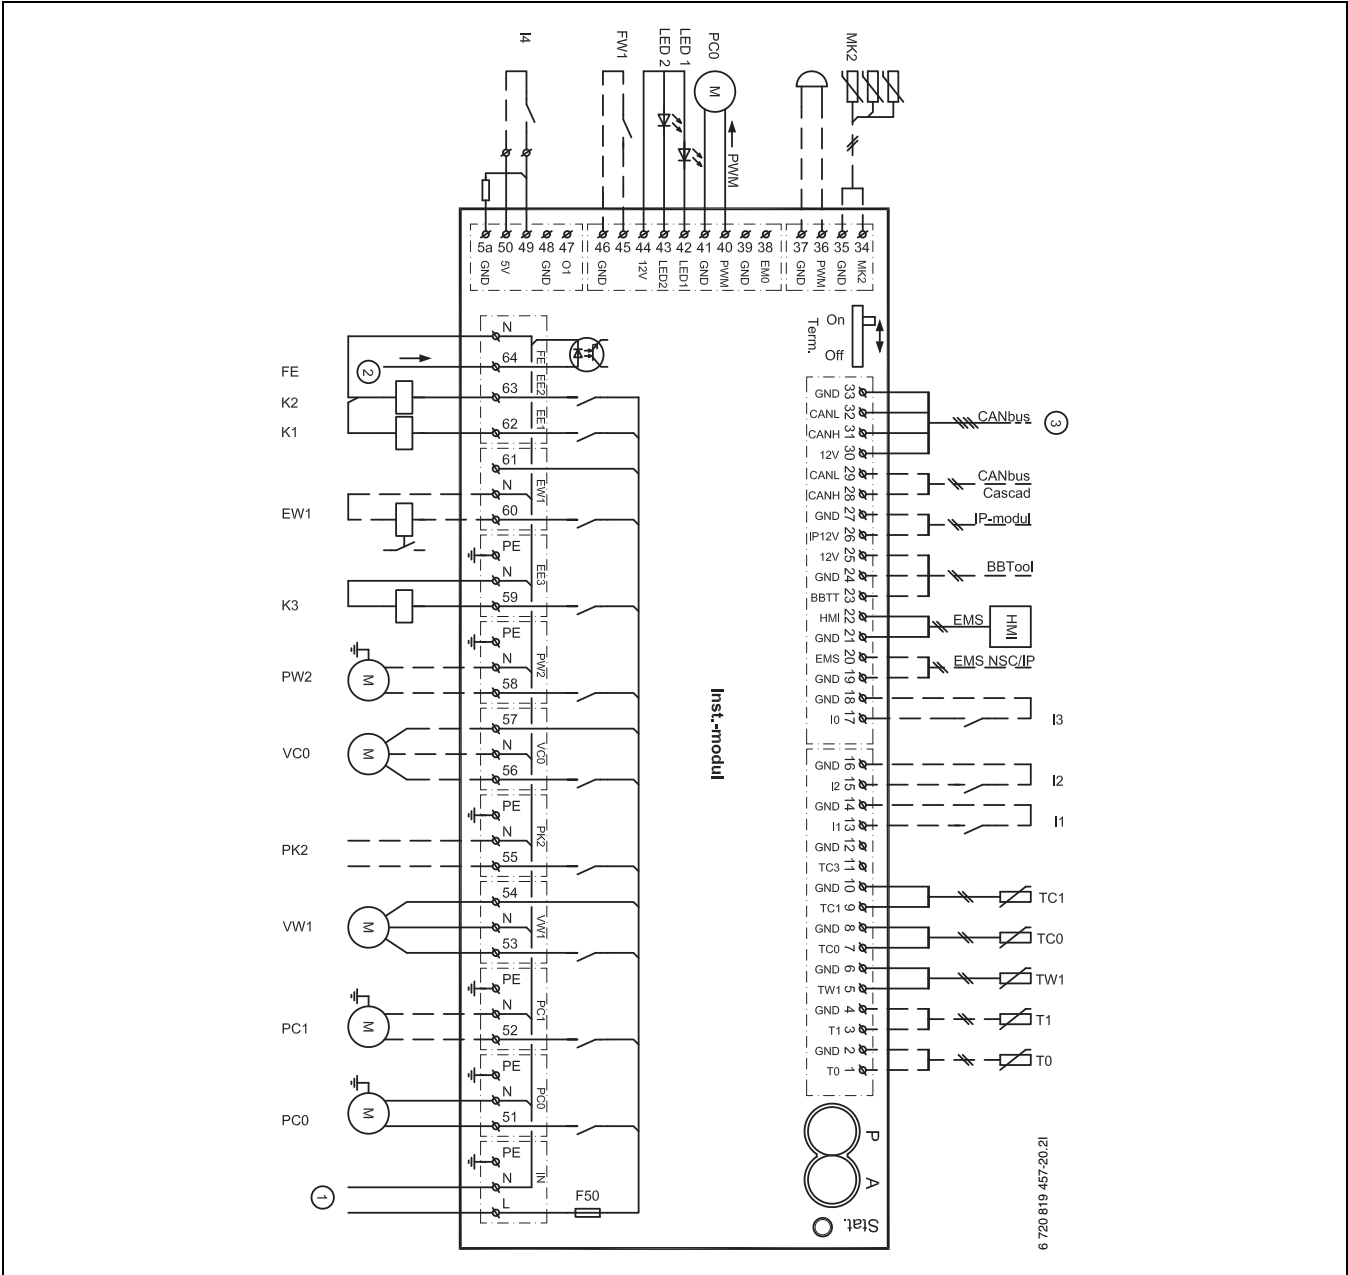 I4
FW1
LED 2
LED 1
PC0
MK2
M
PWM
5a 50 49 48 47
GND 5V GND O1
46 45 44 43 42 41 40 39 38
GND 12V LED2 LED1 GND PWM GND EM0
37 36 35 34
GND PWM GND MK2
On
Term.
Off
N
FE 2 64 FE
K2 63 EE2
K1 62 EE1
61
N EW1
EW1 60
PE
N EE3
K3 59
PE
PW2 M N PW2
58
57
VC0 M N VC0
56
PE
PK2 N PK2
55
54
VW1 M N VW1
53
PE
PC1 M N PC1
52
PE
PC0 M N PC0
51
PE
1 N IN
L F50
Inst.-modul
GND 33
CANL 32 CANbus 3
CANH 31
12V 30
CANL 29 CANbus
CANH 28 Cascad
GND 27 IP-modul
IP12V 26
12V 25
GND 24 BBTool
BBTT 23
HMI 22 EMS HMI
GND 21
EMS 20 EMS NSC/IP
GND 19
GND 18
I0 17 I3
GND 16
I2 15 I2
GND 14
I1 13 I1
GND 12
TC3 11
GND 10
TC1 9 TC1
GND 8
TC0 7 TC0
GND 6
TW1 5 TW1
GND 4
T1 3 T1
GND 2
T0 1 T0
P
A
Stat.
6 720 819 457-20.2I